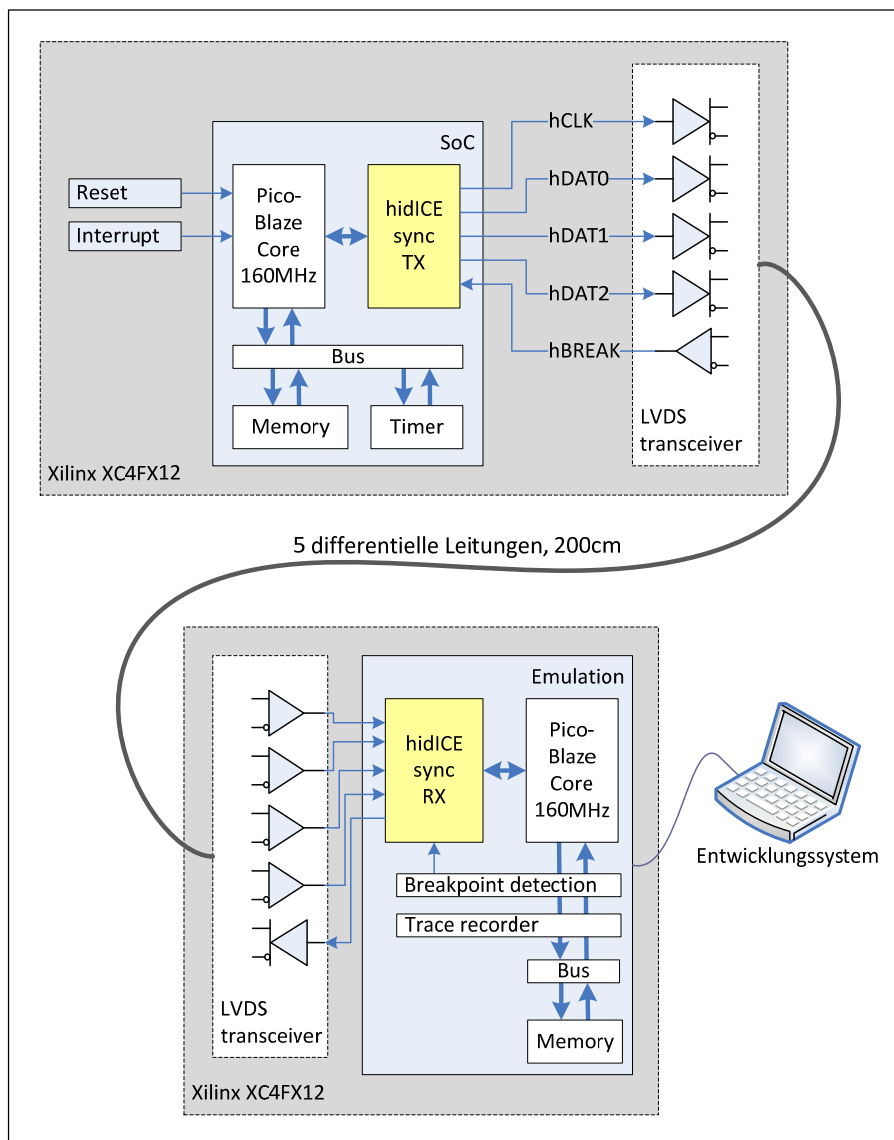 SoC
Reset
Interrupt
Pico-
Blaze
Core
160MHz
hidICE
sync
TX
hCLK
hDAT0
hDAT1
hDAT2
hBREAK
Bus
Memory
Timer
LVDS
transceiver
Xilinx XC4FX12
5 differentielle Leitungen, 200cm
Emulation
hidICE
sync
RX
Pico-
Blaze
Core
160MHz
Breakpoint detection
Trace recorder
Bus
Memory
LVDS
transceiver
Xilinx XC4FX12
Entwicklungssystem